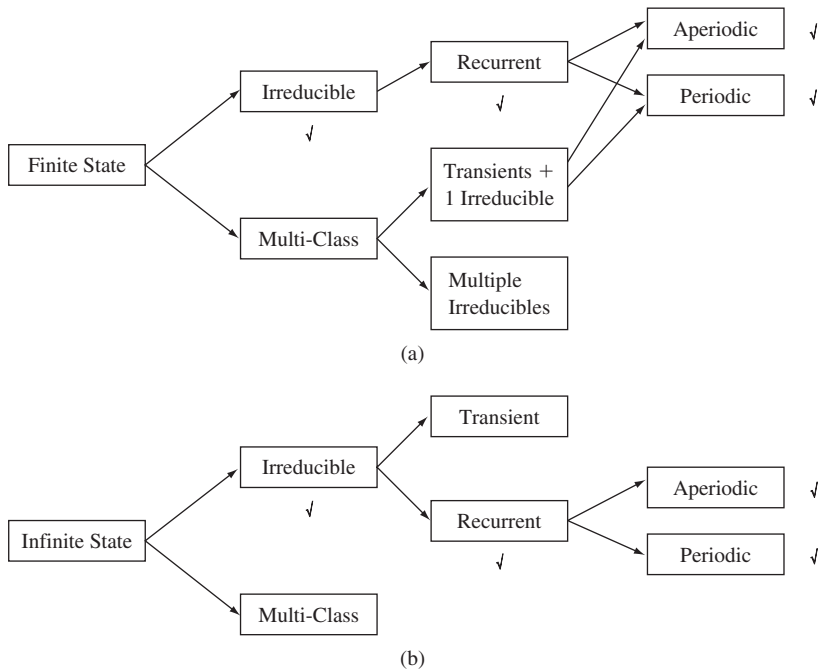 Aperiodic √
Recurrent
Irreducible
Periodic √
√
√
Finite State
Transients +
1 Irreducible
Multi-Class
Multiple
Irreducibles
(a)
Transient
Irreducible
Aperiodic √
√
Recurrent
Infinite State
Periodic √
√
Multi-Class
(b)